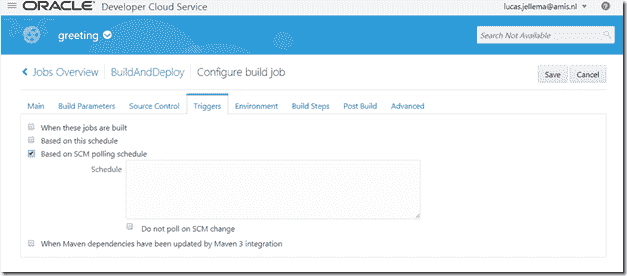 ORACLE Developer Cloud Service lucas.jellema@amis.nl
greeting Search Not Available
Jobs Overview BuildAndDeploy Configure build job Save Cancel
Main Build Parameters Source Control Triggers Environment Build Steps Post Build Advanced
When these jobs are built
Based on this schedule
Based on SCM polling schedule
Schedule
Do not poll on SCM change
When Maven dependencies have been updated by Maven 3 integration